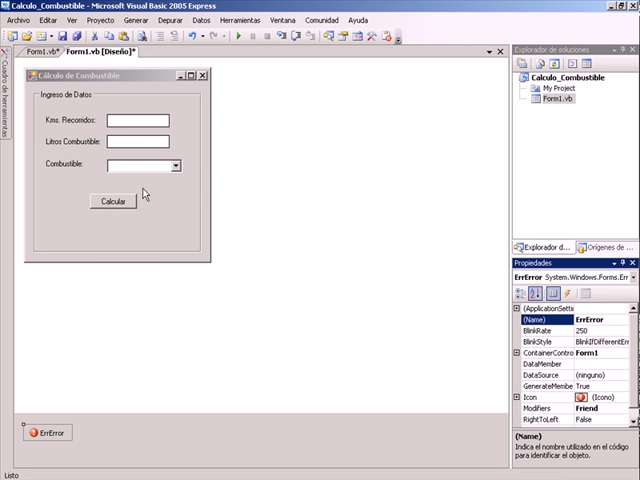 Calculo_Combustible - Microsoft Visual Basic 2005 Express
Archivo Editar Ver Proyecto Generar Depurar Datos Herramientas Ventana Comunidad Ayuda
Form1.vb* Form1.vb [Diseño]*
Cuadro de herramientas
Cálculo de Combustible
Ingreso de Datos
Kms. Recorridos:
Litros Combustible:
Combustible:
Calcular
ErrError
Explorador de soluciones
Calculo_Combustible
My Project
Form1.vb
Explorador d... Orígenes de ...
Propiedades
ErrError System.Windows.Forms.Err
(ApplicationSetti
(Name) ErrError
BlinkRate 250
BlinkStyle BlinkIfDifferentErr
ContainerContro Form1
DataMember
DataSource (ninguno)
GenerateMembe True
Icon (Icono)
Modifiers Friend
RightToLeft False
(Name)
Indica el nombre utilizado en el código
para identificar el objeto.
Listo